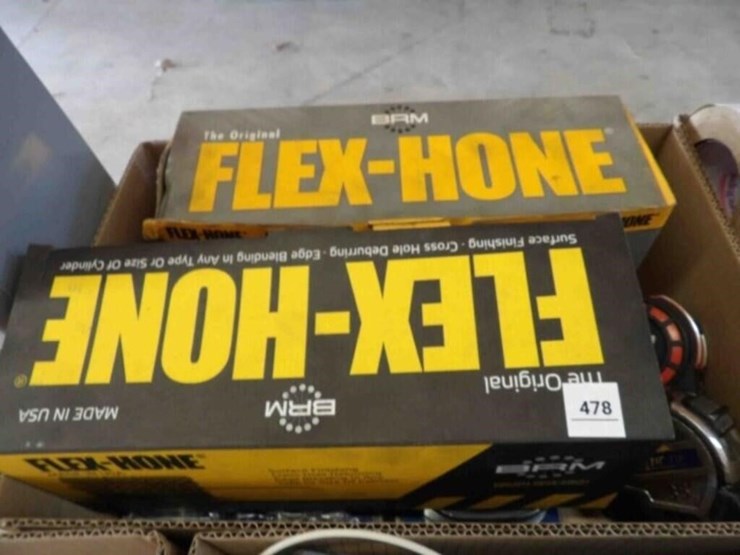 BRM
The Original
FLEX-HONE
FLEX-HONE
Surface Finishing · Cross Hole Deburring · Edge Blending In Any Type Or Size Of Cylinder
FLEX-HONE®
The Original
BRM
MADE IN USA
478
FLEX-HONE®
BRM